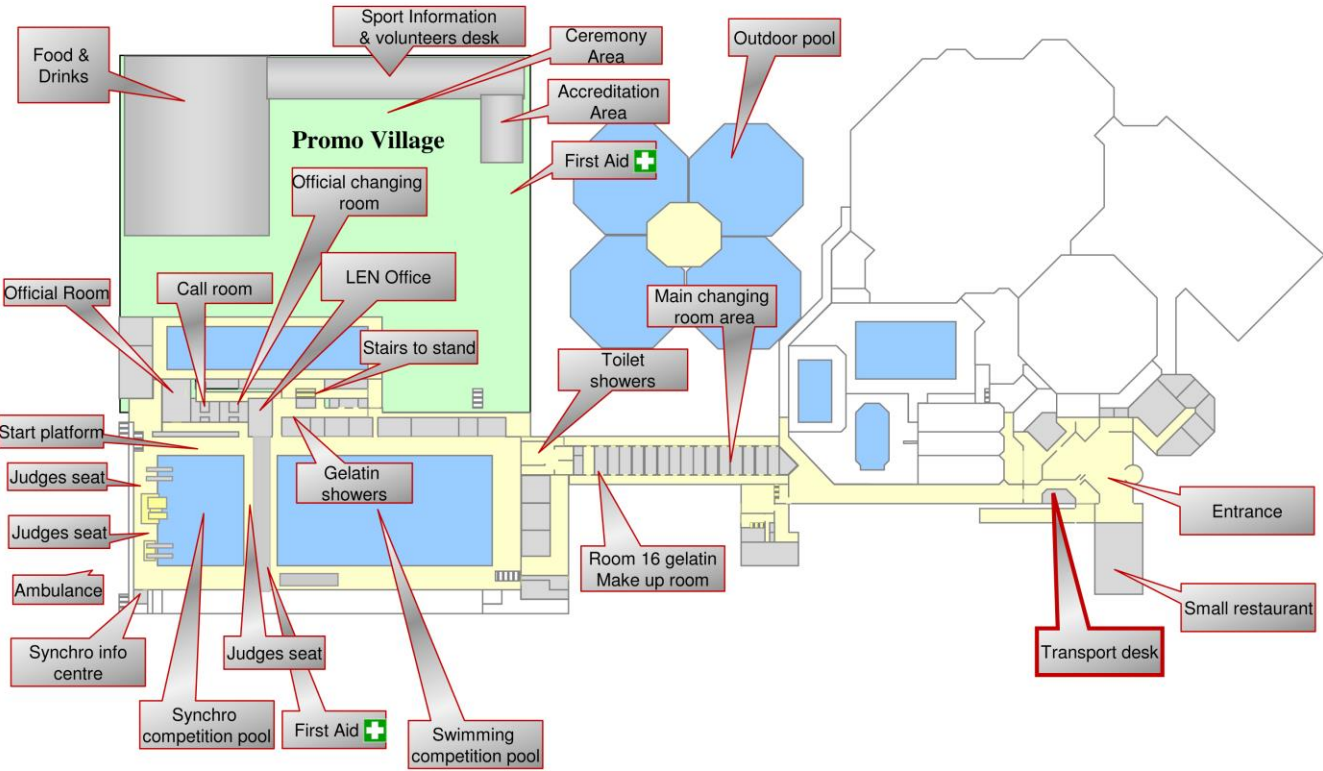 Sport Information
& volunteers desk
Food &
Drinks
Ceremony
Area
Outdoor pool
Accreditation
Area
Promo Village
First Aid
Official changing
room
LEN Office
Official Room
Call room
Main changing
room area
Stairs to stand
Toilet
showers
Start platform
Judges seat
Gelatin
showers
Judges seat
Entrance
Room 16 gelatin
Make up room
Ambulance
Small restaurant
Synchro info
centre
Judges seat
Transport desk
Synchro
competition pool
First Aid
Swimming
competition pool